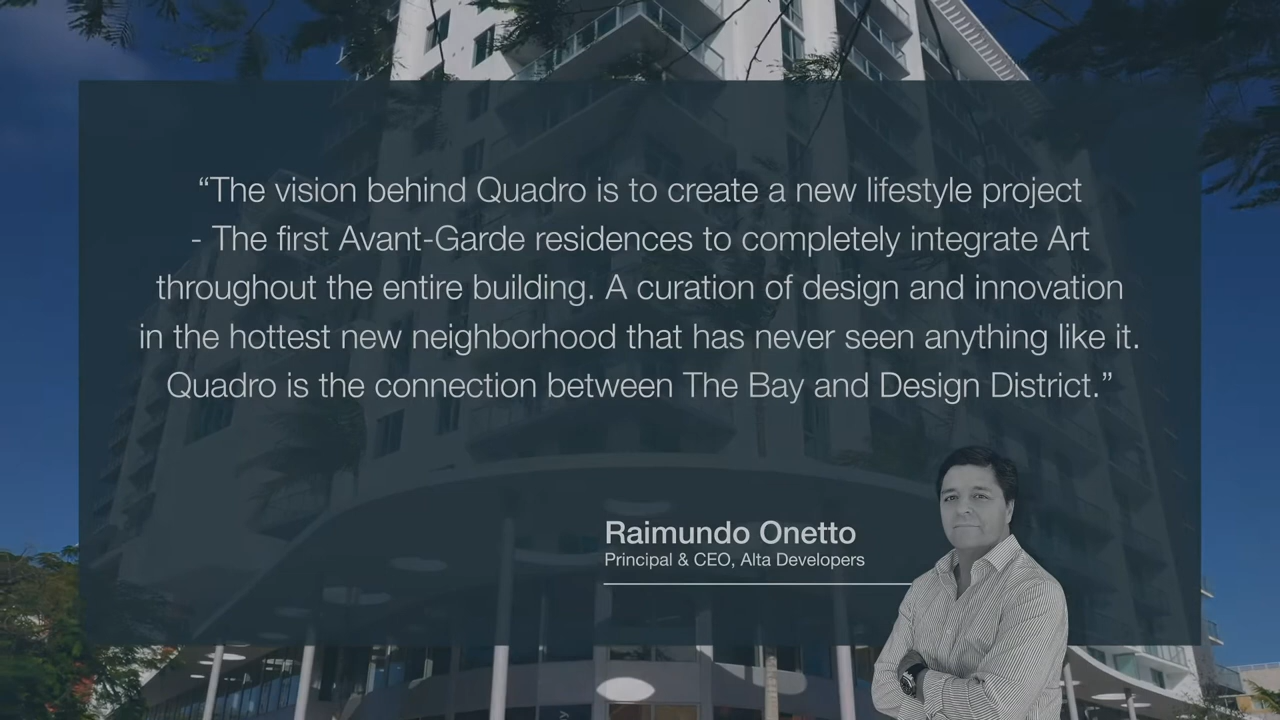 “The vision behind Quadro is to create a new lifestyle project
- The first Avant-Garde residences to completely integrate Art
throughout the entire building. A curation of design and innovation
in the hottest new neighborhood that has never seen anything like it.
Quadro is the connection between The Bay and Design District.”
Raimundo Onetto
Principal & CEO, Alta Developers